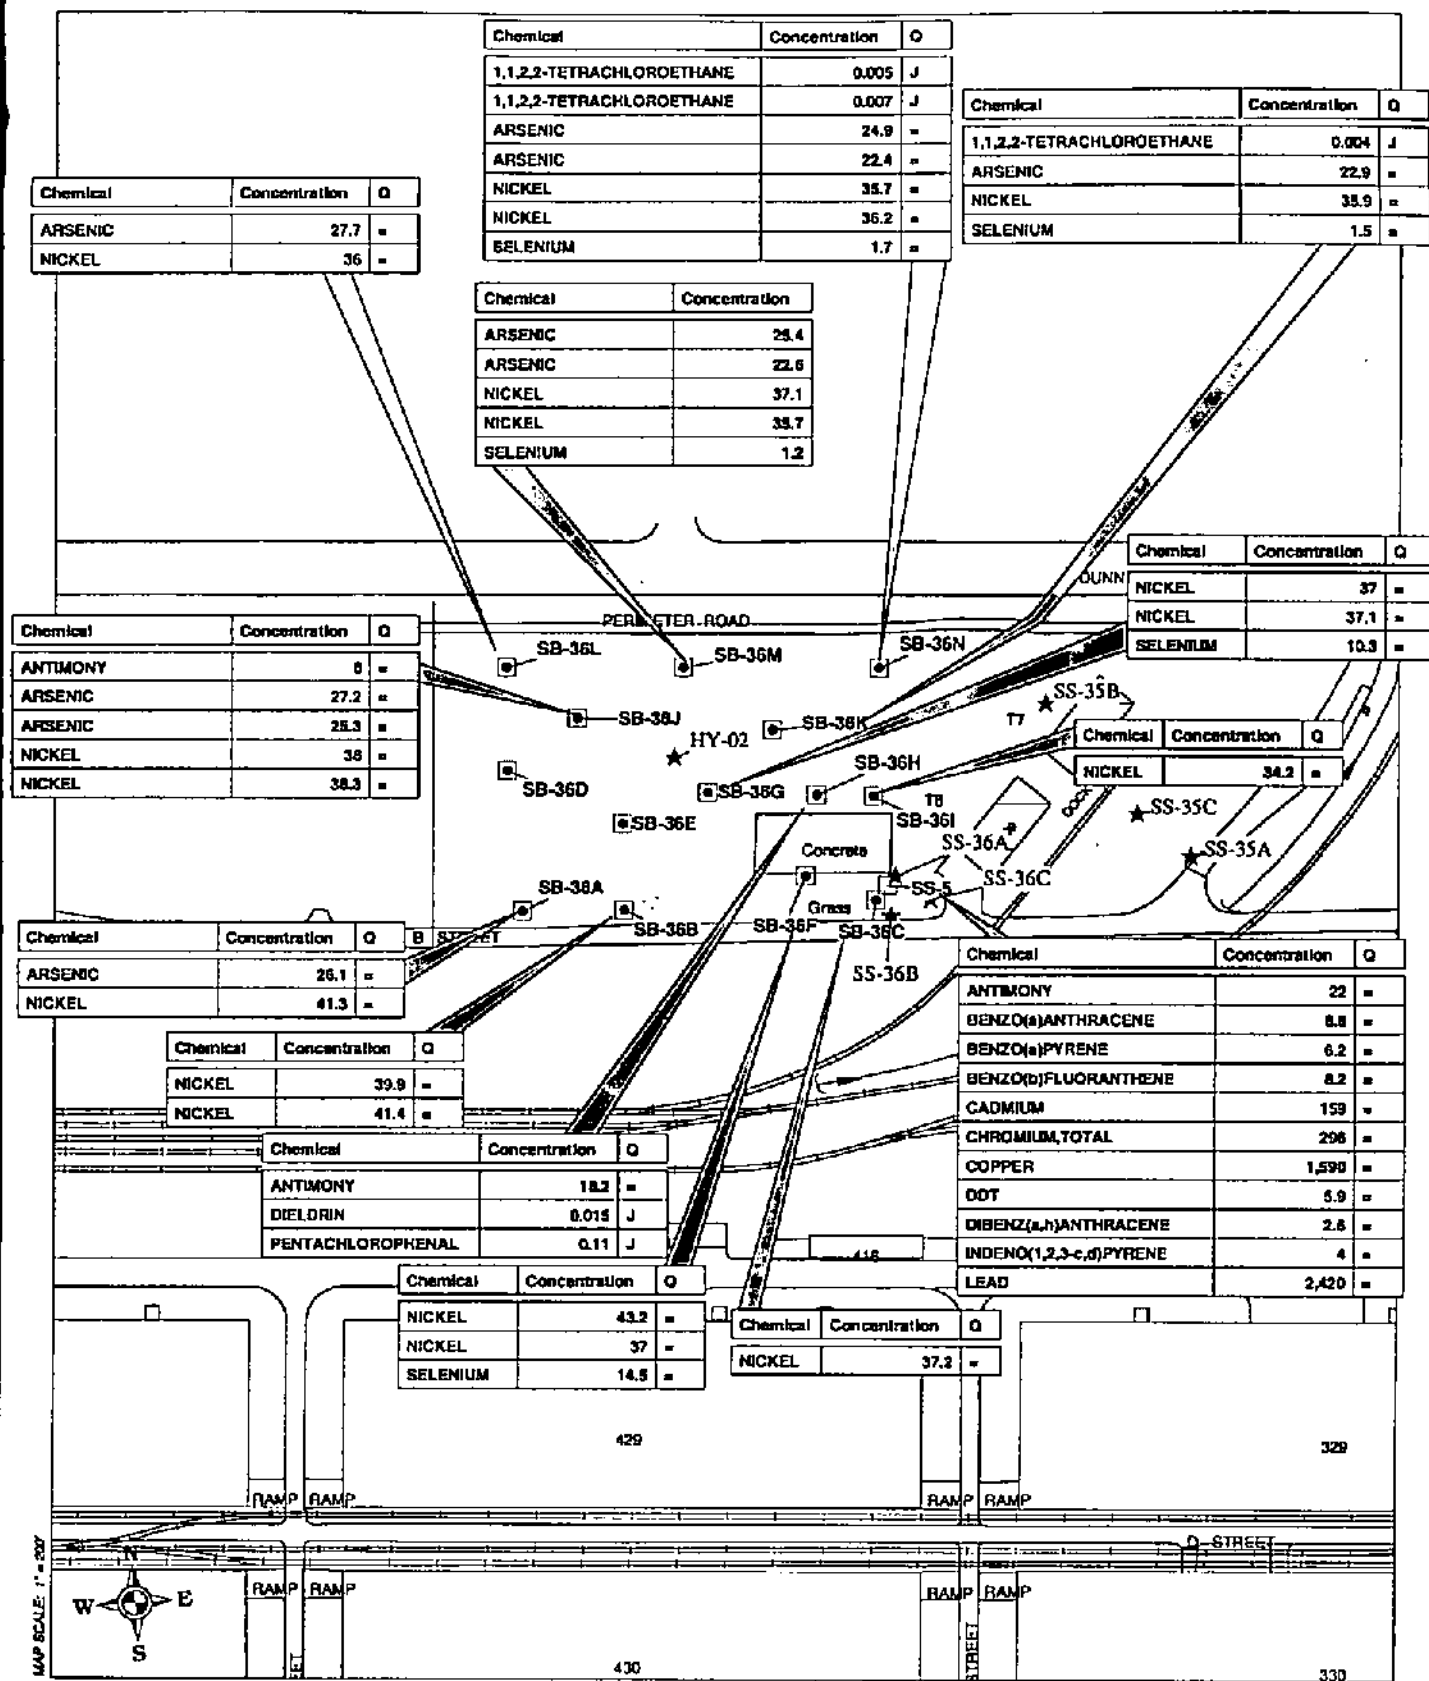 Chemical Concentration Q
1,1,2,2-TETRACHLOROETHANE 0.005 J
1,1,2,2-TETRACHLOROETHANE 0.007 J
ARSENIC 24.9 =
ARSENIC 22.4 =
NICKEL 35.7 =
NICKEL 36.2 =
SELENIUM 1.7 =
Chemical Concentration Q
1,1,2,2-TETRACHLOROETHANE 0.004 J
ARSENIC 22.9 =
NICKEL 35.9 =
SELENIUM 1.5 =
Chemical Concentration Q
ARSENIC 27.7 =
NICKEL 36 =
Chemical Concentration
ARSENIC 25.4
ARSENIC 22.6
NICKEL 37.1
NICKEL 35.7
SELENIUM 1.2
Chemical Concentration Q
NICKEL 37 =
NICKEL 37.1 =
SELENIUM 10.3 =
DUNN
PERIMETER ROAD
Chemical Concentration Q
ANTIMONY 8 =
ARSENIC 27.2 =
ARSENIC 25.3 =
NICKEL 38 =
NICKEL 38.3 =
SB-36L
SB-36M
SB-36N
SB-36J
SB-36K
SS-35B
T7
HY-02
Chemical Concentration Q
NICKEL 34.2 =
SB-36D
SB-36G
SB-36H
SB-36I
T6
DOCK
SS-35C
SB-36E
Concrete
SS-36A
SS-35A
SS-36C
SS-5
SB-36A
SB-36B
Grass
SB-36F
SB-36C
SS-36B
B STREET
Chemical Concentration Q
ARSENIC 26.1 =
NICKEL 41.3 =
Chemical Concentration Q
NICKEL 39.9 =
NICKEL 41.4 =
Chemical Concentration Q
ANTIMONY 22 =
BENZO(a)ANTHRACENE
BENZO(a)PYRENE 6.2 =
BENZO(b)FLUORANTHENE 8.2 =
CADMIUM 159 =
CHROMIUM,TOTAL 296 =
COPPER 1,590 =
DDT 5.9 =
DIBENZ(a,h)ANTHRACENE 2.6 =
INDENO(1,2,3-c,d)PYRENE 4 =
LEAD 2,420 =
Chemical Concentration Q
ANTIMONY 18.2 =
DIELDRIN 0.015 J
PENTACHLOROPHENAL 0.11 J
416
Chemical Concentration Q
NICKEL 43.2 =
NICKEL 37 =
SELENIUM 14.5 =
Chemical Concentration Q
NICKEL 37.2 =
429
329
RAMP RAMP
RAMP RAMP
D STREET
RAMP RAMP
RAMP RAMP
MAP SCALE: 1" = 200'
N
W E
S
430
STREET
330